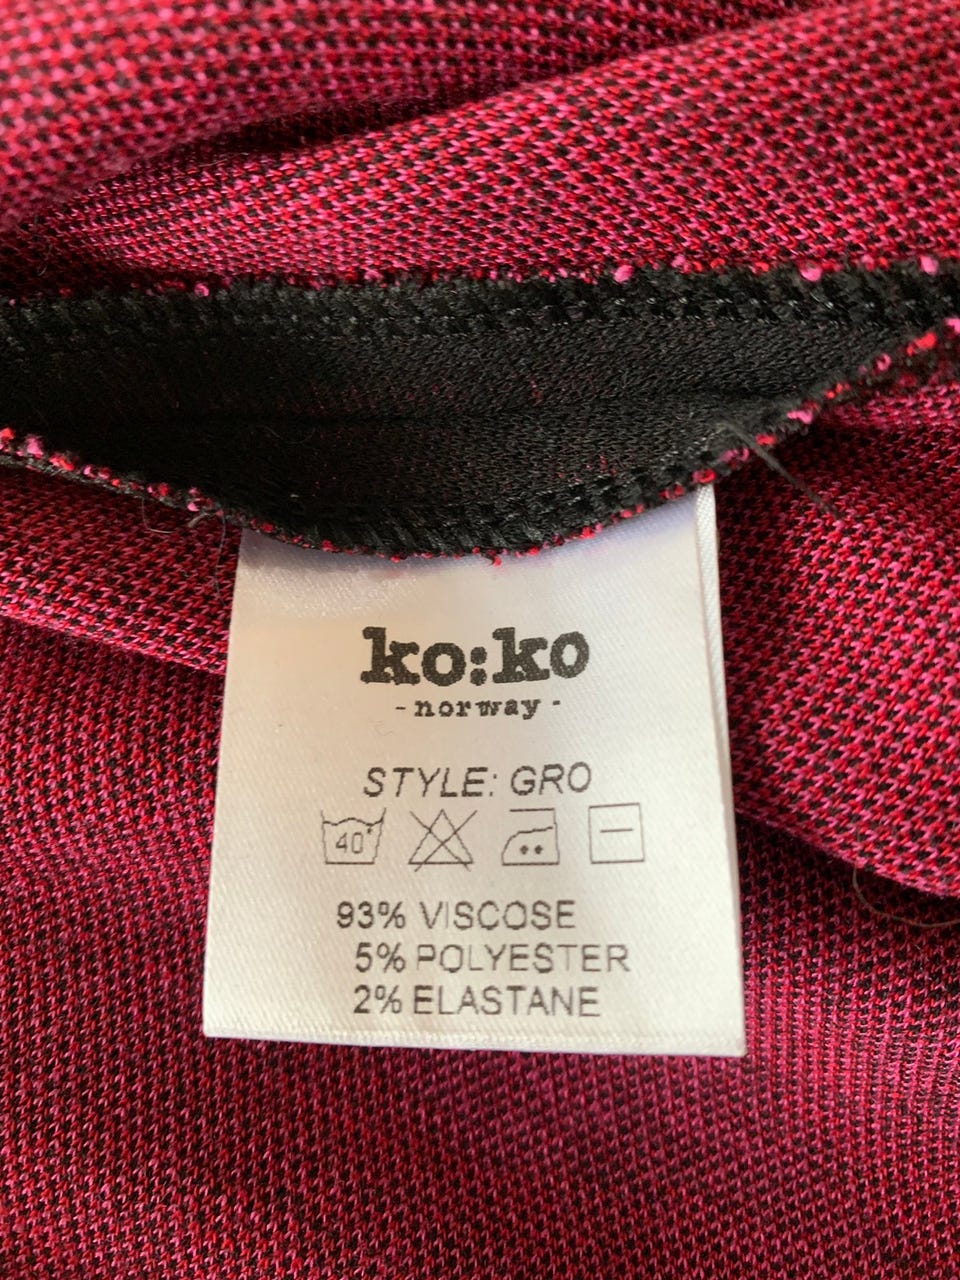 ko:ko
- norway -
STYLE: GRO
40°
93% VISCOSE
5% POLYESTER
2% ELASTANE